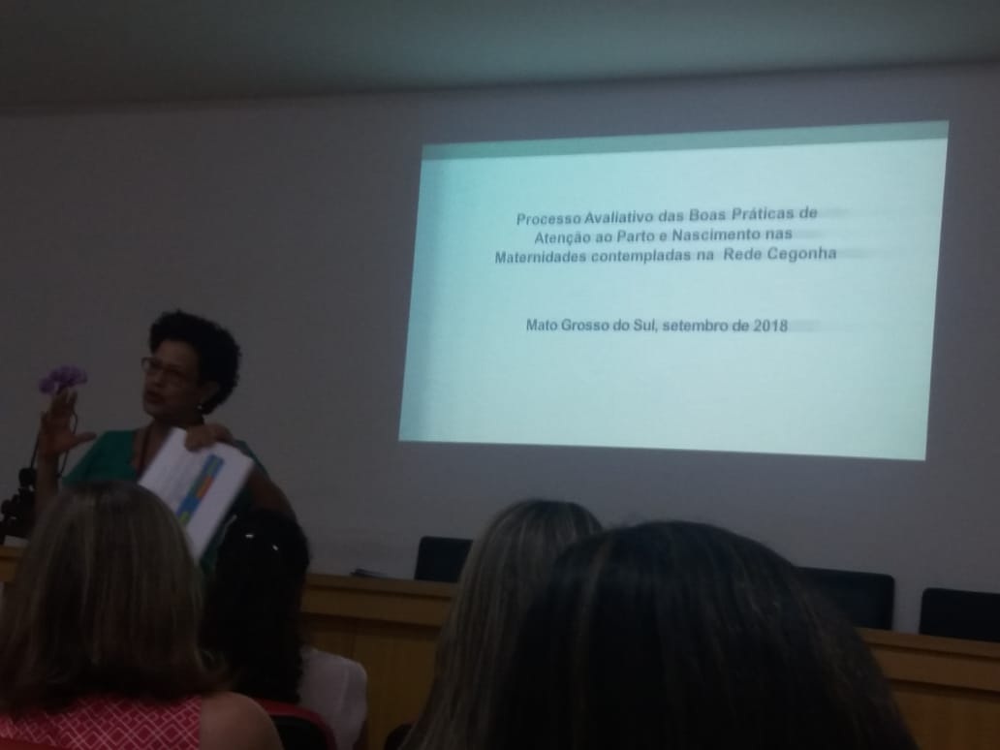 Processo Avaliativo das Boas Práticas de
Atenção ao Parto e Nascimento nas
Maternidades contempladas na Rede Cegonha
Mato Grosso do Sul, setembro de 2018